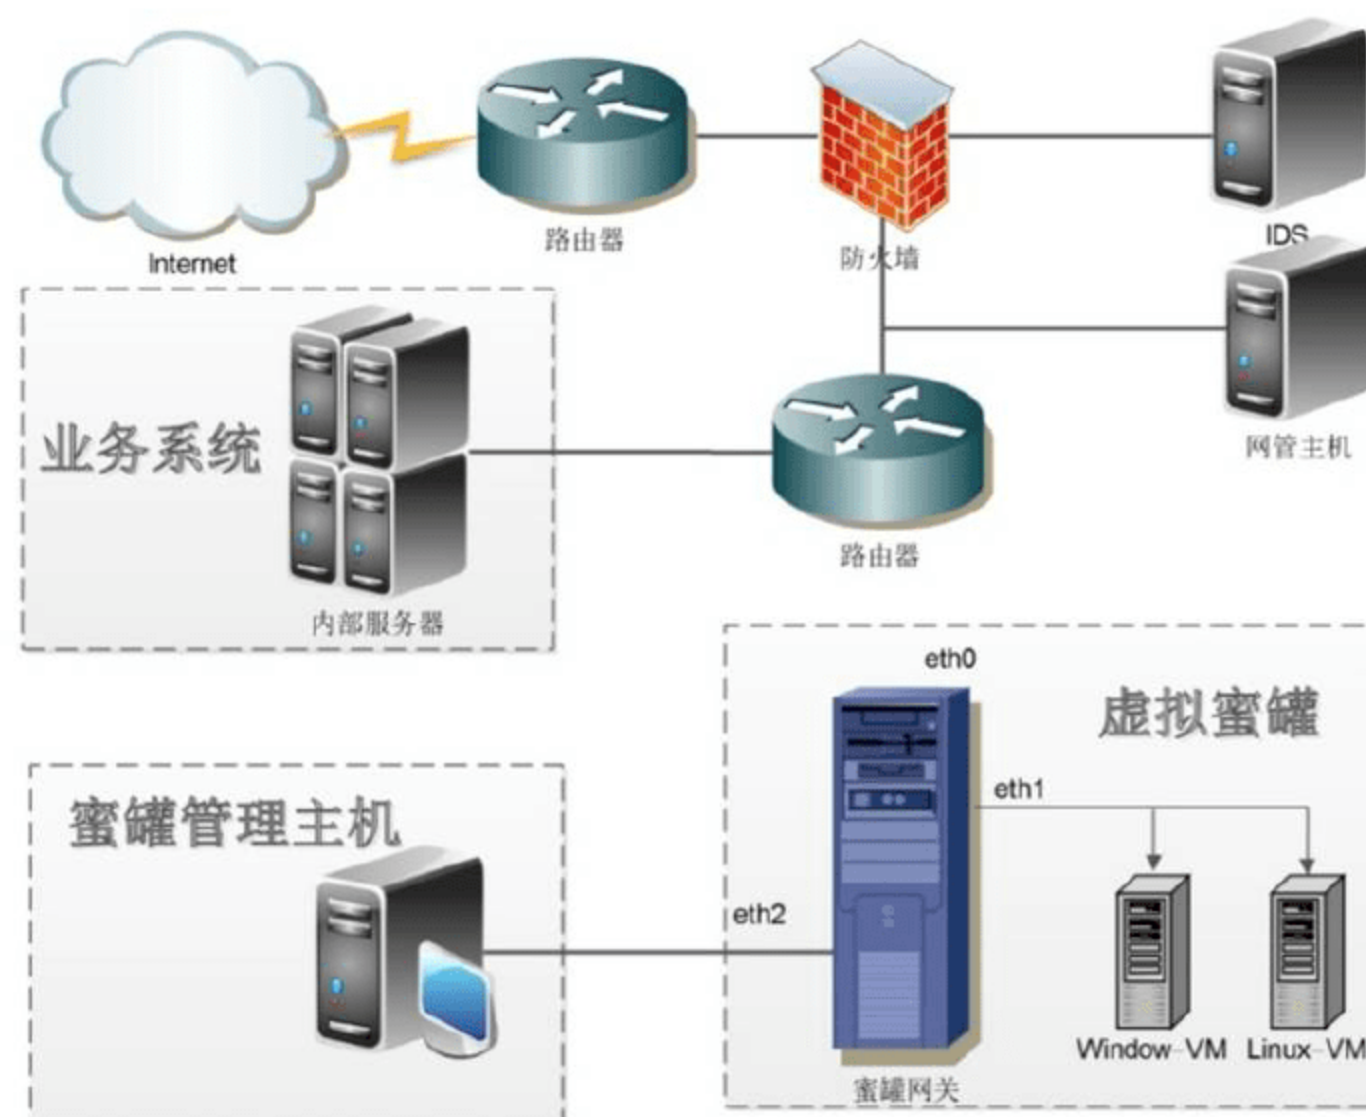 Internet
路由器
防火墙
IDS
业务系统
内部服务器
网管主机
路由器
eth0
虚拟蜜罐
eth1
蜜罐管理主机
eth2
Window-VM
Linux-VM
蜜罐网关